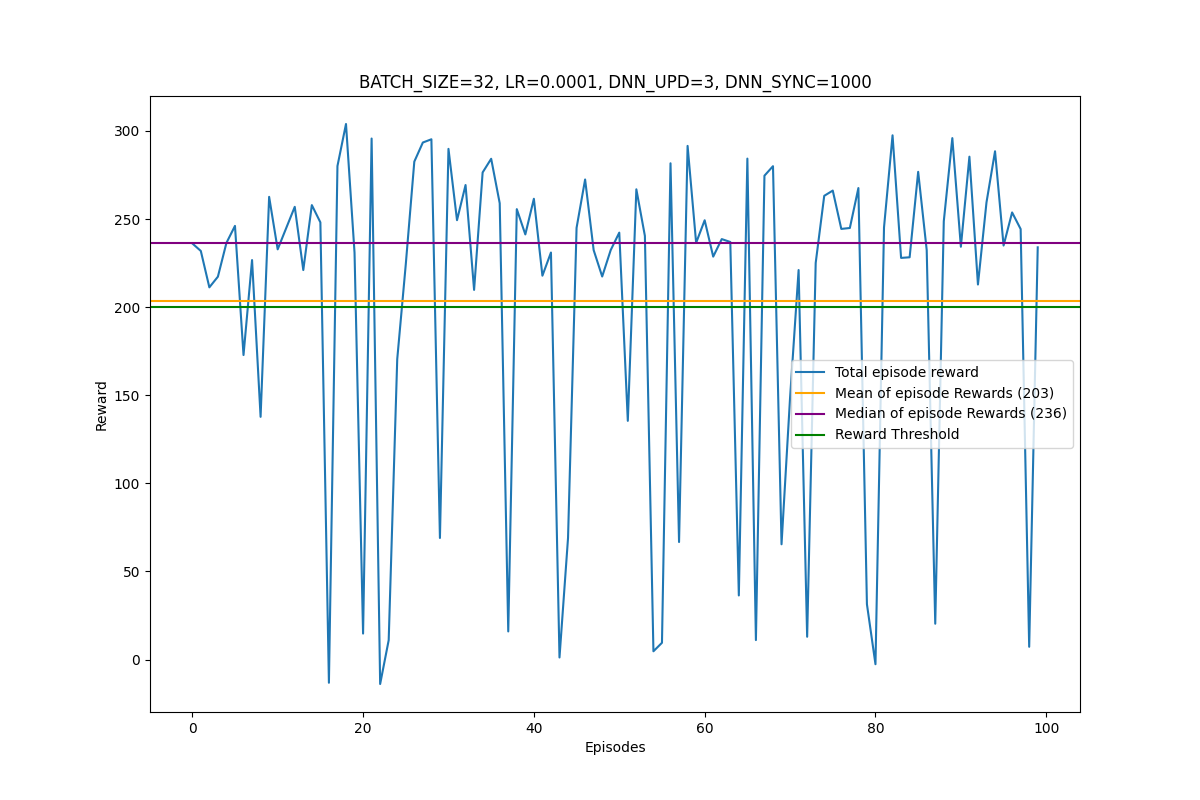 BATCH_SIZE=32, LR=0.0001, DNN_UPD=3, DNN_SYNC=1000
300
250
200
150
100
50
0
Reward
Total episode reward
Mean of episode Rewards (203)
Median of episode Rewards (236)
Reward Threshold
0 20 40 60 80 100
Episodes